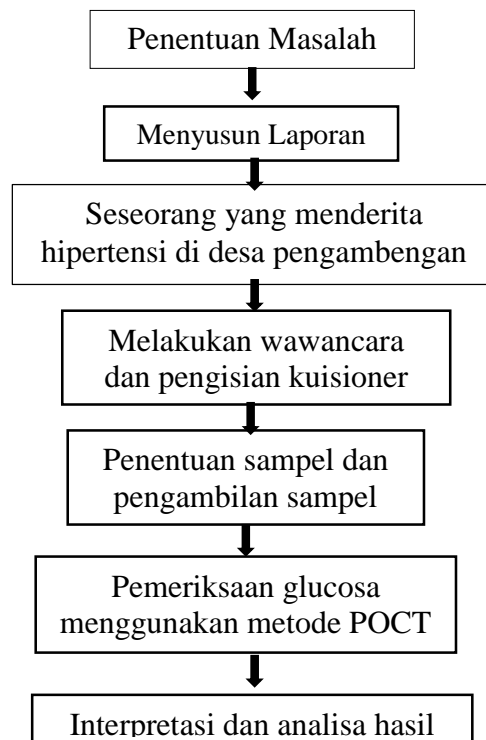 Penentuan Masalah
Menyusun Laporan
Seseorang yang menderita
hipertensi di desa pengambengan
Melakukan wawancara
dan pengisian kuisioner
Penentuan sampel dan
pengambilan sampel
Pemeriksaan glucosa
menggunakan metode POCT
Interpretasi dan analisa hasil